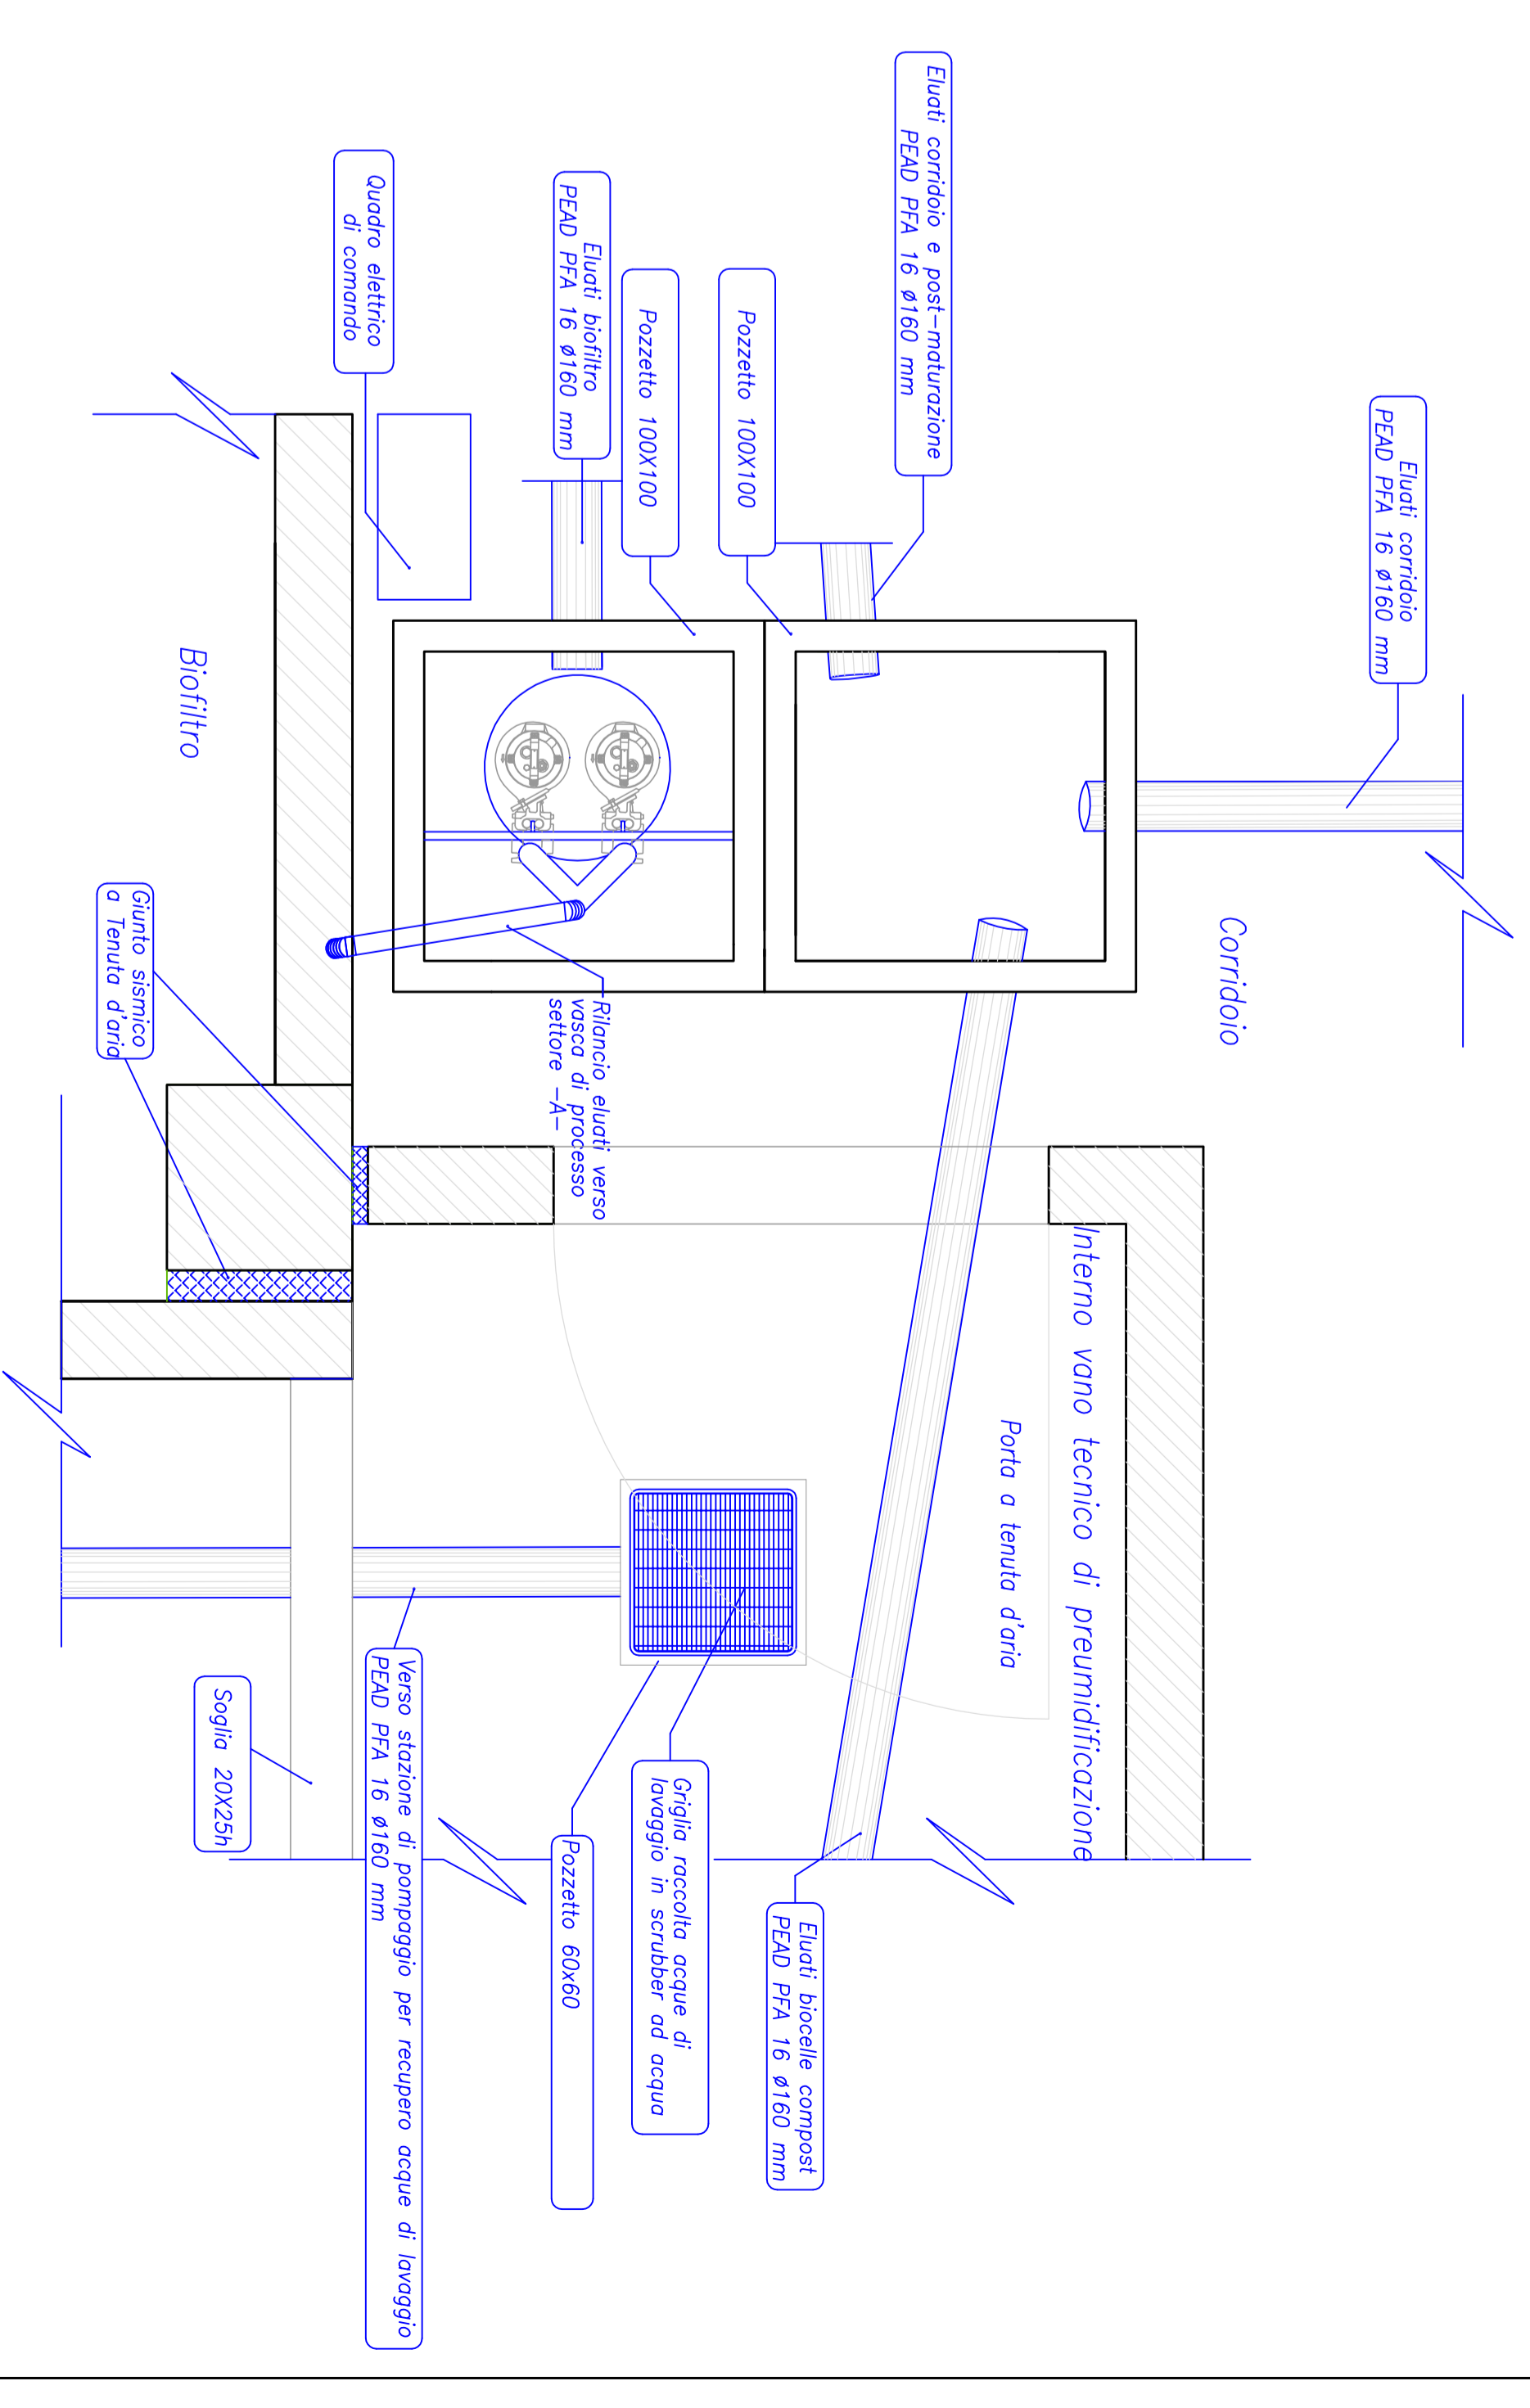 Eluati corridoio
PEAD PFA 16 ø160 mm
Corridoio
Eluati corridoio e post-maturazione
PEAD PFA 16 ø160 mm
Pozzetto 100X100
Pozzetto 100X100
Eluati biofiltro
PEAD PFA 16 ø160 mm
Quadro elettrico
di comando
Biofiltro
Rilancio eluati verso
vasca di processo
settore -A-
Giunto sismico
a Tenuta d'aria
Interno vano tecnico di preumidificazione
Porta a tenuta d'aria
Eluati biocelle compost
PEAD PFA 16 ø160 mm
Griglia raccolta acque di
lavaggio in scrubber ad acqua
Pozzetto 60x60
Verso stazione di pompaggio per recupero acque di lavaggio
PEAD PFA 16 ø160 mm
Soglia 20X25h